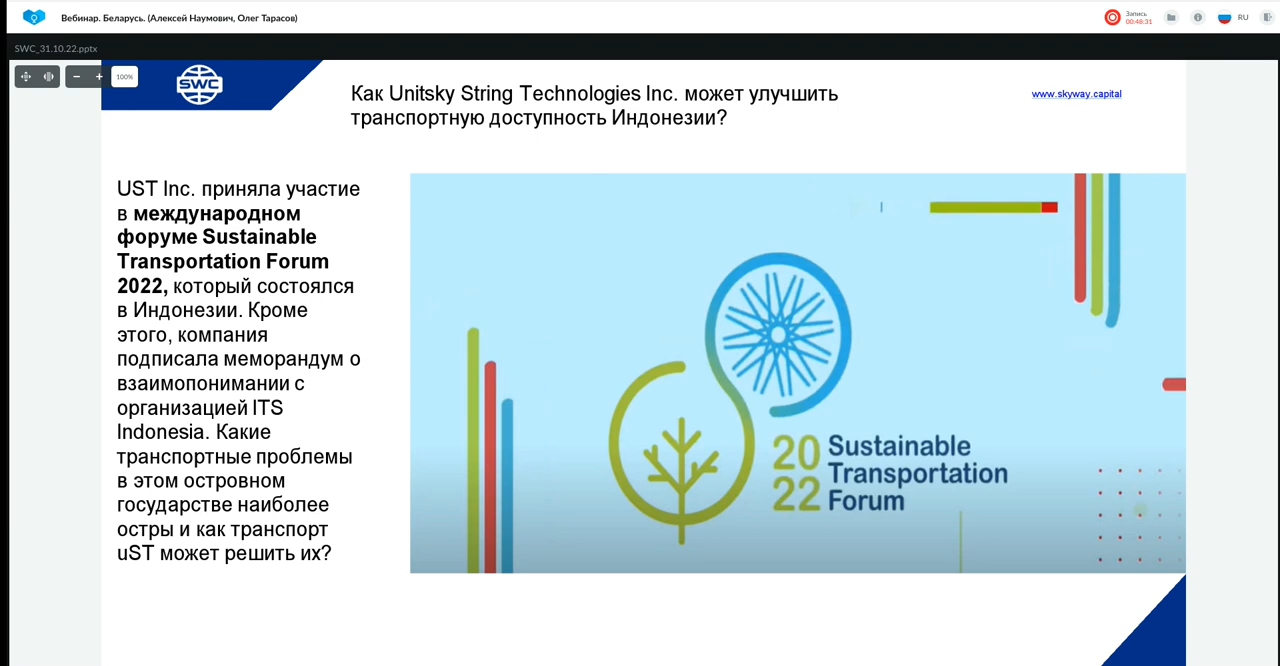 Вебинар. Беларусь. (Алексей Наумович, Олег Тарасов)
Запись
00:48:31
RU
SWC_31.10.22.pptx
100%
SWC
Как Unitsky String Technologies Inc. может улучшить
транспортную доступность Индонезии?
www.skyway.capital
UST Inc. приняла участие
в международном
форуме Sustainable
Transportation Forum
2022, который состоялся
в Индонезии. Кроме
этого, компания
подписала меморандум о
взаимопонимании с
организацией ITS
Indonesia. Какие
транспортные проблемы
в этом островном
государстве наиболее
остры и как транспорт
uST может решить их?
2022
Sustainable
Transportation
Forum